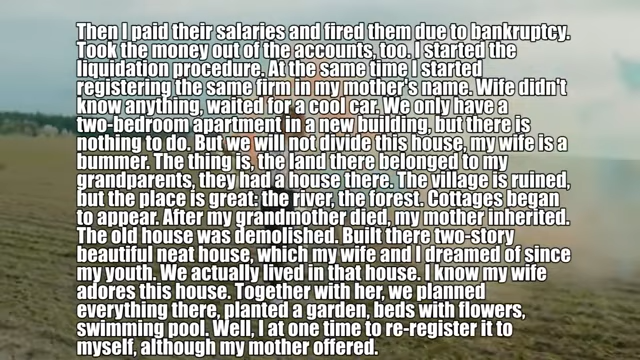 Then I paid their salaries and fired them due to bankruptcy.
Took the money out of the accounts, too. I started the
liquidation procedure. At the same time I started
registering the same firm in my mother's name. Wife didn't
know anything, waited for a cool car. We only have a
two-bedroom apartment in a new building, but there is
nothing to do. But we will not divide this house, my wife is a
bummer. The thing is, the land there belonged to my
grandparents, they had a house there. The village is ruined,
but the place is great: the river, the forest. Cottages began
to appear. After my grandmother died, my mother inherited.
The old house was demolished. Built there two-story
beautiful neat house, which my wife and I dreamed of since
my youth. We actually lived in that house. I know my wife
adores this house. Together with her, we planned
everything there, planted a garden, beds with flowers,
swimming pool. Well, I at one time to re-register it to
myself, although my mother offered.